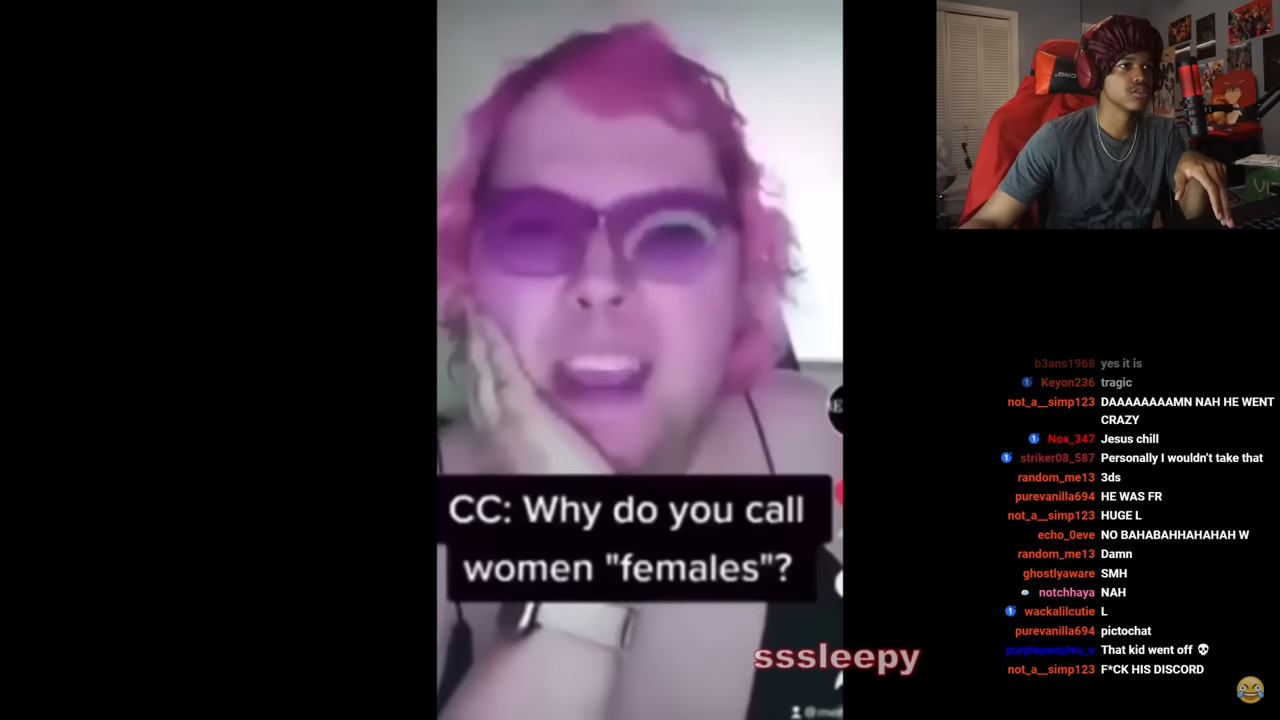 CC: Why do you call
women "females"?
sssleepy
b3ans1968 yes it is
Keyon236 tragic
not_a__simp123 DAAAAAAAAMN NAH HE WENT
CRAZY
Nox_347 Jesus chill
striker08_587 Personally I wouldn't take that
random_me13 3ds
purevanilla694 HE WAS FR
not_a__simp123 HUGE L
echo_0eve NO BAHABAHHAHAHAH W
random_me13 Damn
ghostlyaware SMH
notchhaya NAH
wackalilcutie L
purevanilla694 pictochat
That kid went off 💀
not_a__simp123 F*CK HIS DISCORD